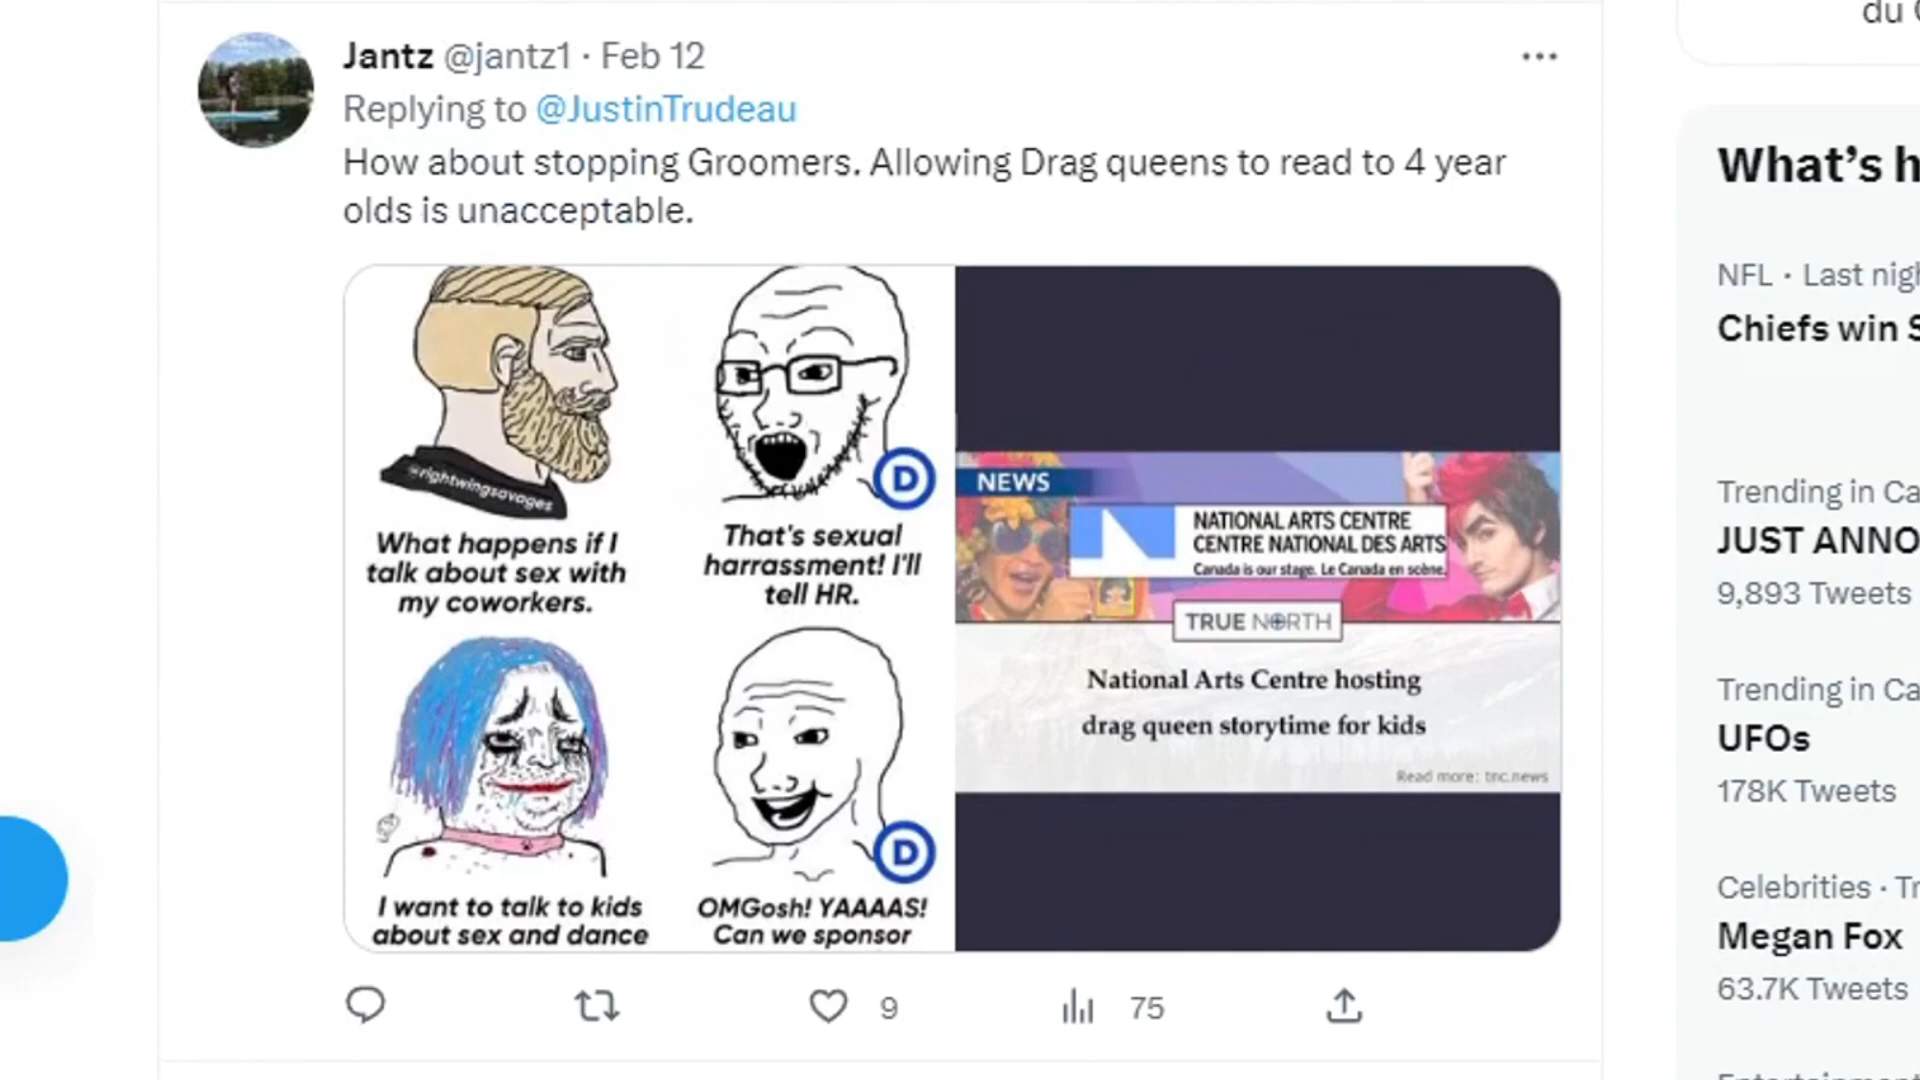 Jantz @jantz1 · Feb 12
Replying to @JustinTrudeau
How about stopping Groomers. Allowing Drag queens to read to 4 year
olds is unacceptable.
@rightwingsavages
What happens if I
talk about sex with
my coworkers.
That's sexual
harrassment! I'll
tell HR.
D
I want to talk to kids
about sex and dance
OMGosh! YAAAAS!
Can we sponsor
D
NEWS
NATIONAL ARTS CENTRE
CENTRE NATIONAL DES ARTS
Canada is our stage. Le Canada en scène.
TRUE NORTH
National Arts Centre hosting
drag queen storytime for kids
Read more: tnc.news
9
75
du
What's h
NFL · Last nigh
Chiefs win S
Trending in Ca
JUST ANNO
9,893 Tweets
Trending in Ca
UFOs
178K Tweets
Celebrities · Tr
Megan Fox
63.7K Tweets